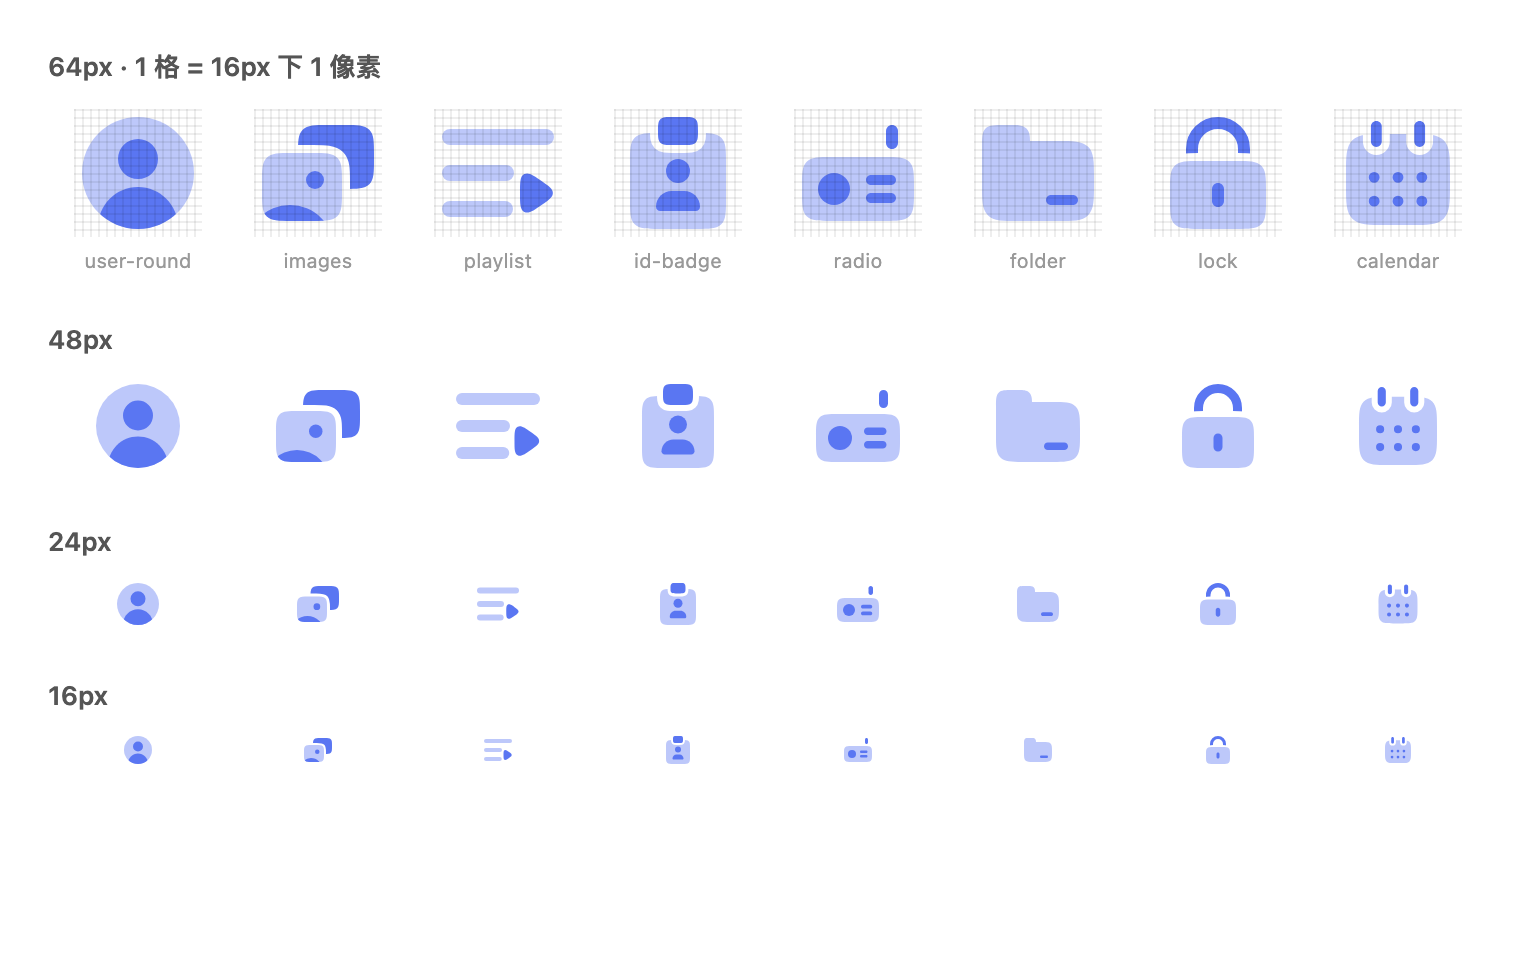 64px · 1 格 = 16px 下 1 像素
user-round
images
playlist
id-badge
radio
folder
lock
calendar
48px
24px
16px